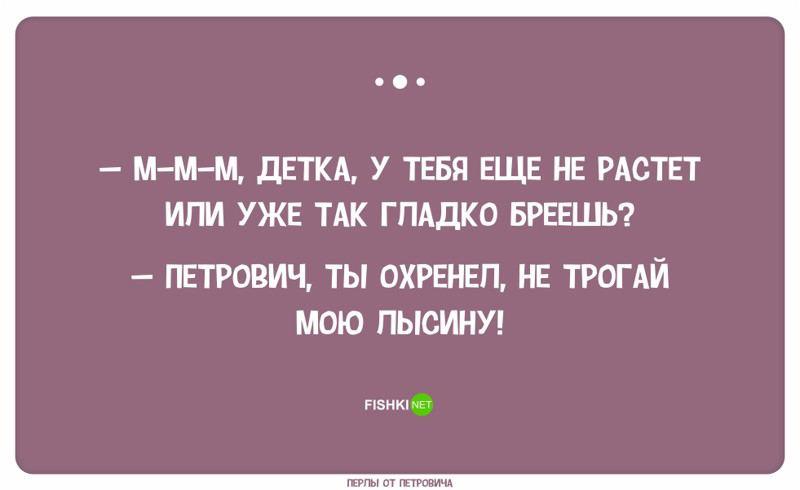 – М-М-М, ДЕТКА, У ТЕБЯ ЕЩЕ НЕ РАСТЕТ
ИЛИ УЖЕ ТАК ГЛАДКО БРЕЕШЬ?
– ПЕТРОВИЧ, ТЫ ОХРЕНЕЛ, НЕ ТРОГАЙ
МОЮ ЛЫСИНУ!
FISHKI NET
ПЕРЛЫ ОТ ПЕТРОВИЧА